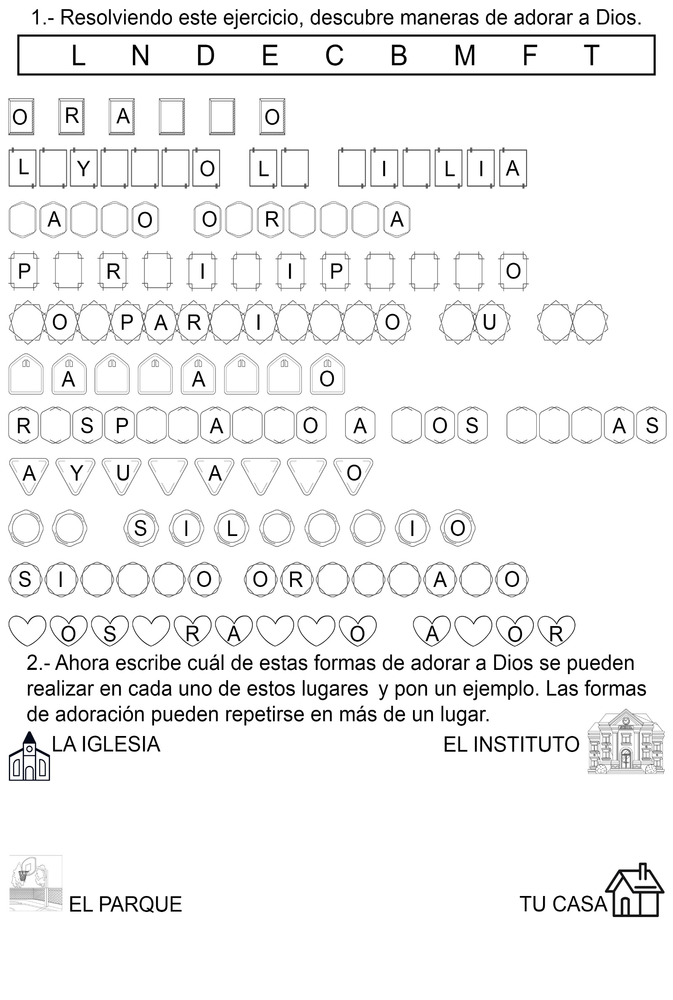 1.- Resolviendo este ejercicio, descubre maneras de adorar a Dios.
L N D E C B M F T
O R A O
L Y O L I L I A
A O O R A
P R I I P O
O P A R I O U
A A O
R S P A O A O S A S
A Y U A O
S I L I O
S I O O R A O
O S R A O A O R
2.- Ahora escribe cuál de estas formas de adorar a Dios se pueden
realizar en cada uno de estos lugares y pon un ejemplo. Las formas
de adoración pueden repetirse en más de un lugar.
SCHOOL
LA IGLESIA
EL INSTITUTO
EL PARQUE
TU CASA